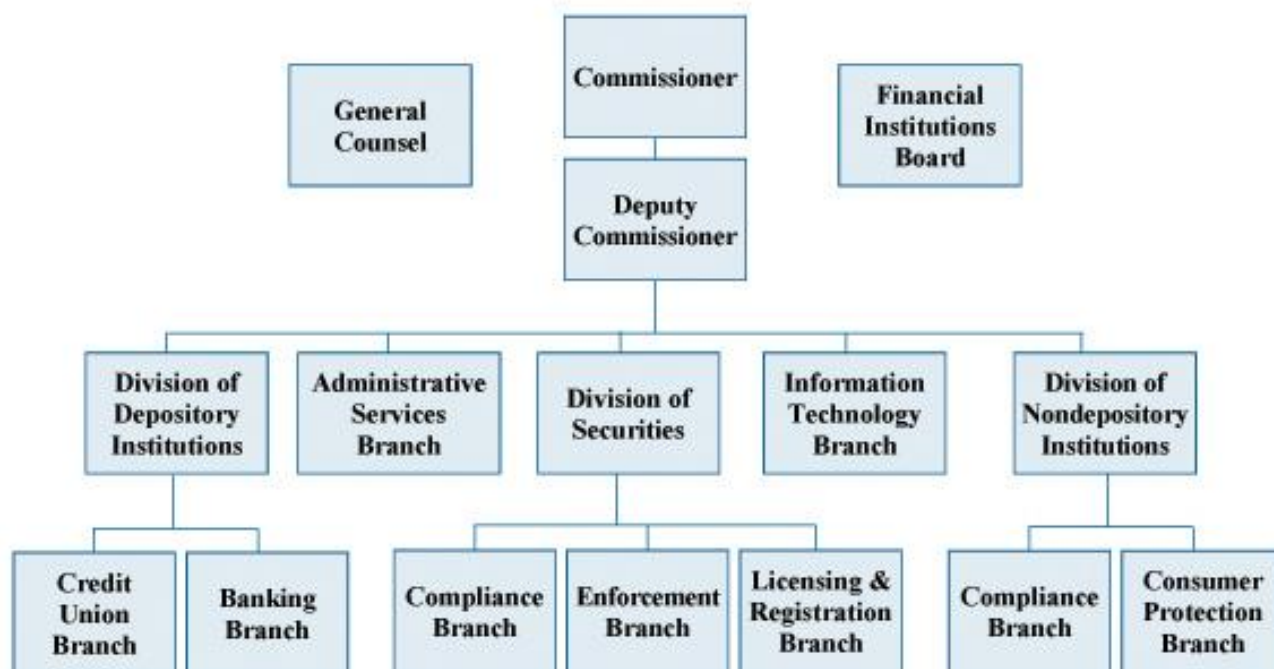 Commissioner
General
Counsel
Financial
Institutions
Board
Deputy
Commissioner
Division of
Depository
Institutions
Administrative
Services
Branch
Division of
Securities
Information
Technology
Branch
Division of
Nondepository
Institutions
Credit
Union
Branch
Banking
Branch
Compliance
Branch
Enforcement
Branch
Licensing &
Registration
Branch
Compliance
Branch
Consumer
Protection
Branch